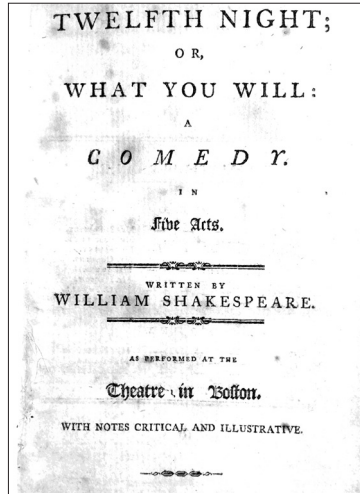 TWELFTH NIGHT;
OR,
WHAT YOU WILL:
A
COMEDY.
IN
Five Acts.
WRITTEN BY
WILLIAM SHAKESPEARE.
AS PERFORMED AT THE
Theatre in Boſton.
WITH NOTES CRITICAL AND ILLUSTRATIVE.